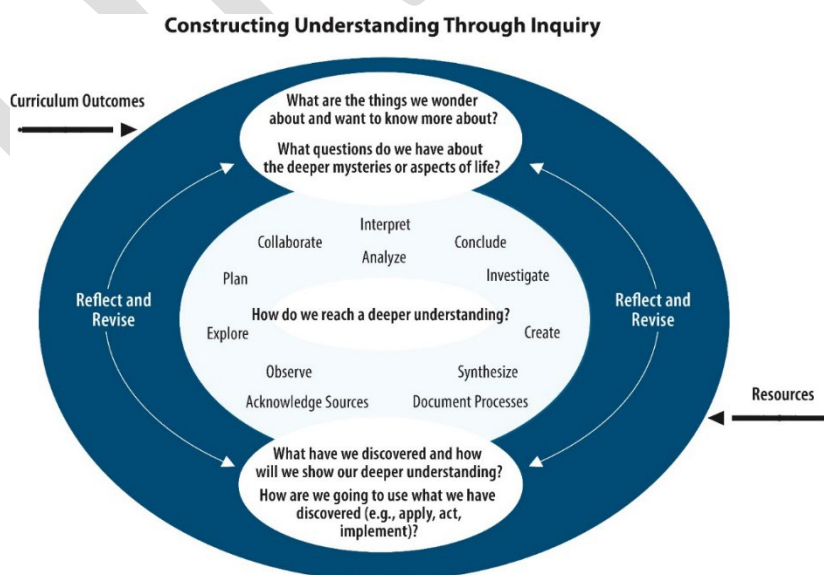 Constructing Understanding Through Inquiry
Curriculum Outcomes
What are the things we wonder
about and want to know more about?
What questions do we have about
the deeper mysteries or aspects of life?
Interpret
Collaborate
Conclude
Analyze
Plan
Investigate
Reflect and
Revise
How do we reach a deeper understanding?
Reflect and
Revise
Explore
Create
Observe
Synthesize
Acknowledge Sources
Document Processes
Resources
What have we discovered and how
will we show our deeper understanding?
How are we going to use what we have
discovered (e.g., apply, act,
implement)?